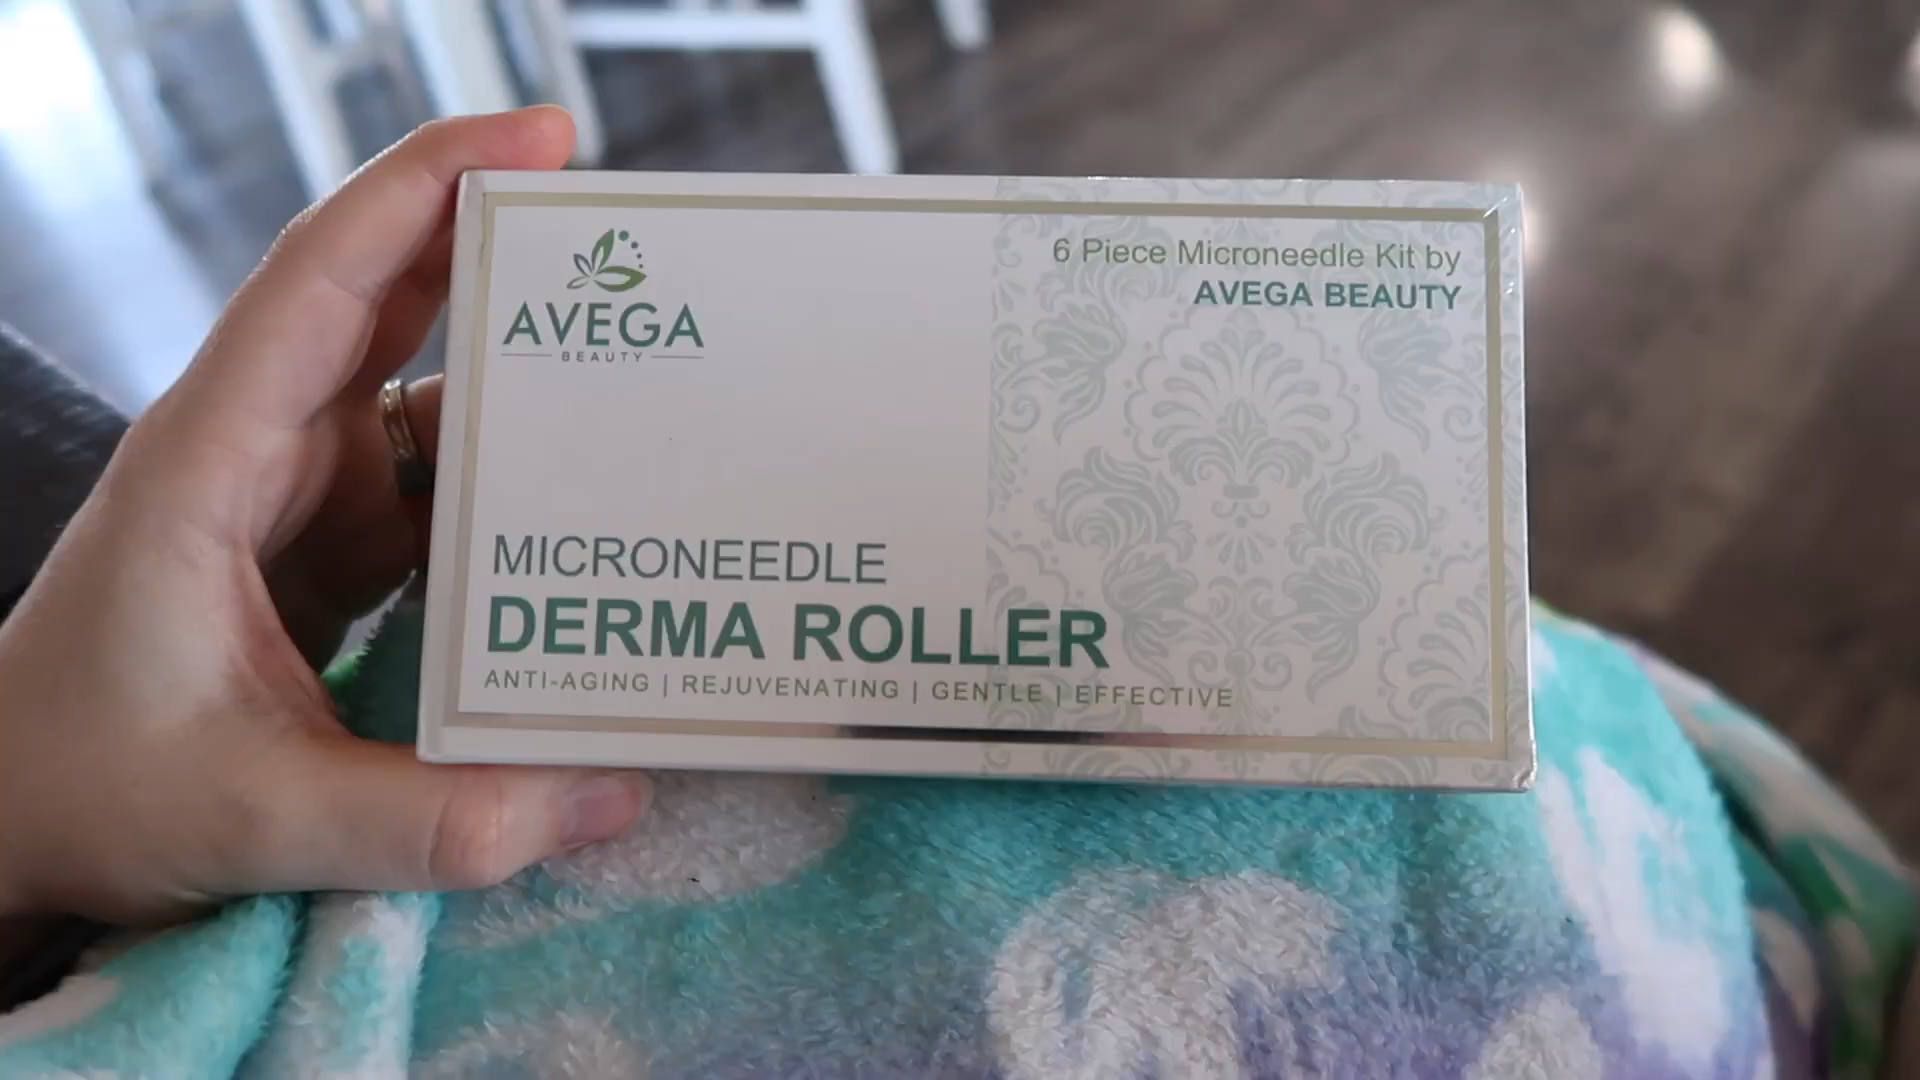 AVEGA
BEAUTY
6 Piece Microneedle Kit by
AVEGA BEAUTY
MICRONEEDLE
DERMA ROLLER
ANTI-AGING | REJUVENATING | GENTLE | EFFECTIVE